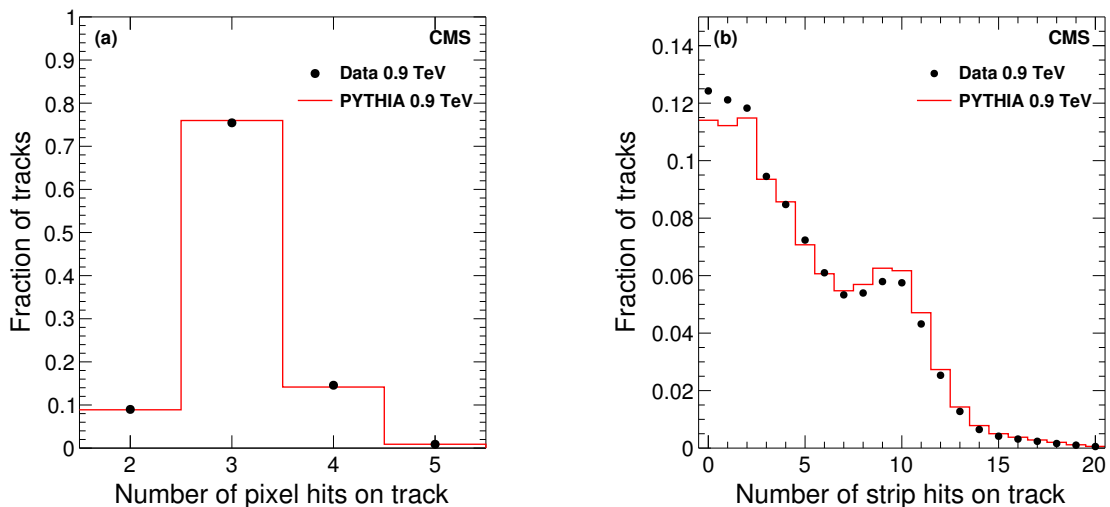 (a) CMS
Data 0.9 TeV
PYTHIA 0.9 TeV
Fraction of tracks
1
0.9
0.8
0.7
0.6
0.5
0.4
0.3
0.2
0.1
0
2 3 4 5
Number of pixel hits on track
(b) CMS
Data 0.9 TeV
PYTHIA 0.9 TeV
Fraction of tracks
0.14
0.12
0.1
0.08
0.06
0.04
0.02
0
0 5 10 15 20
Number of strip hits on track